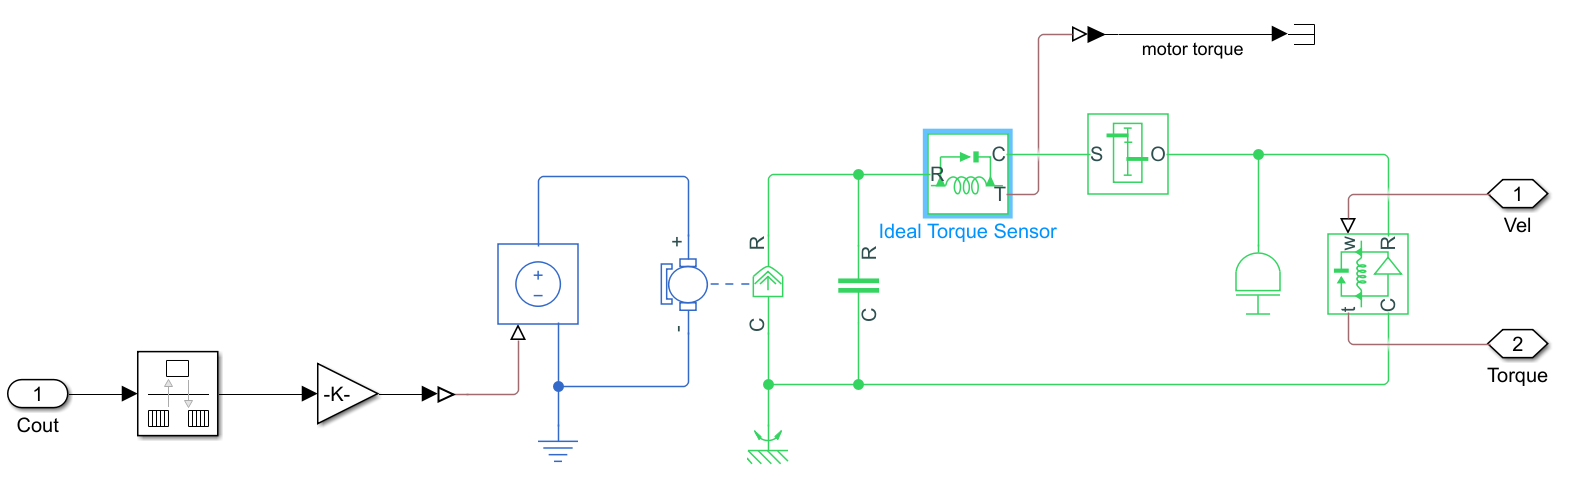 motor torque
R
C
T
Ideal Torque Sensor
S
O
1
Vel
w
R
t
C
2
Torque
+
-
+
−
R
C
R
C
1
Cout
-K-